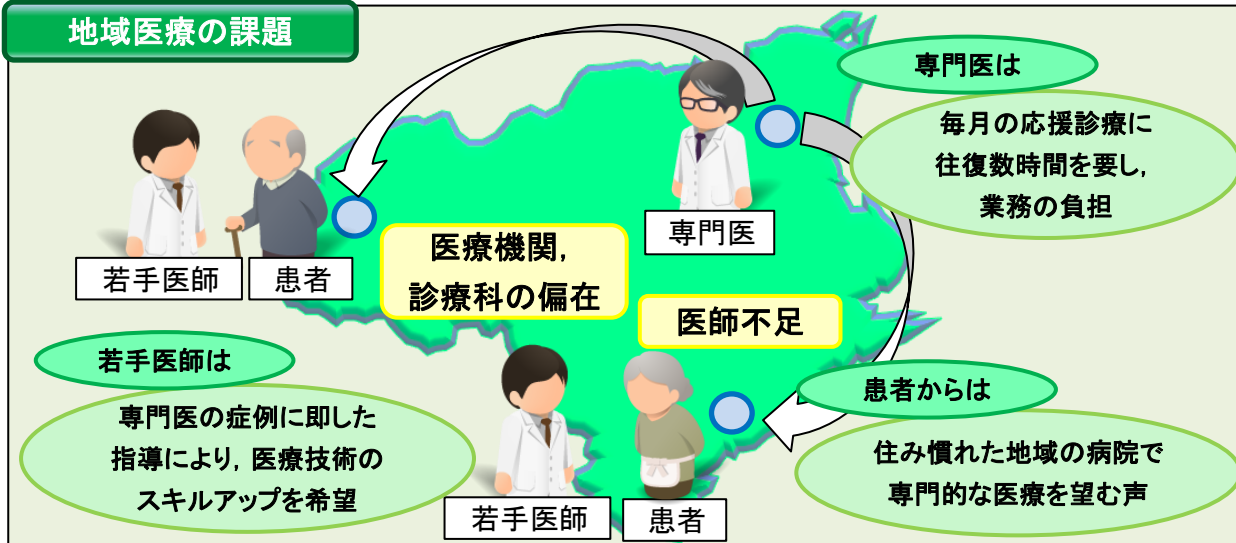 地域医療の課題
専門医は
毎月の応援診療に
往復数時間を要し,
業務の負担
専門医
若手医師
患者
医療機関,
診療科の偏在
医師不足
若手医師は
専門医の症例に即した
指導により, 医療技術の
スキルアップを希望
患者からは
住み慣れた地域の病院で
専門的な医療を望む声
若手医師
患者